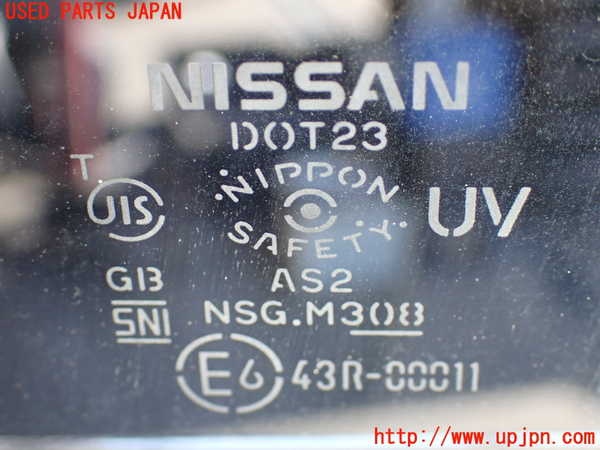 USED PARTS JAPAN
NISSAN
DOT23
T.
JIS
NIPPON
SAFETY
UV
G13
AS2
SNI
NSG.M308
E6 43R-00011
http://www.upjpn.com/